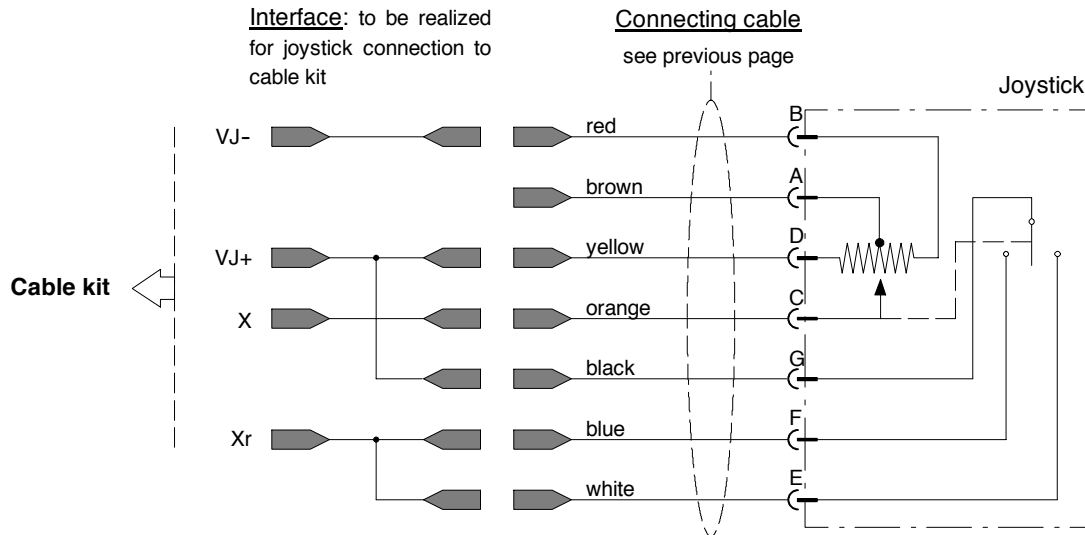 Interface: to be realized
for joystick connection to
cable kit
Connecting cable
see previous page
Joystick
VJ-
red
B
brown
A
VJ+
yellow
D
Cable kit
X
orange
C
black
G
Xr
blue
F
white
E